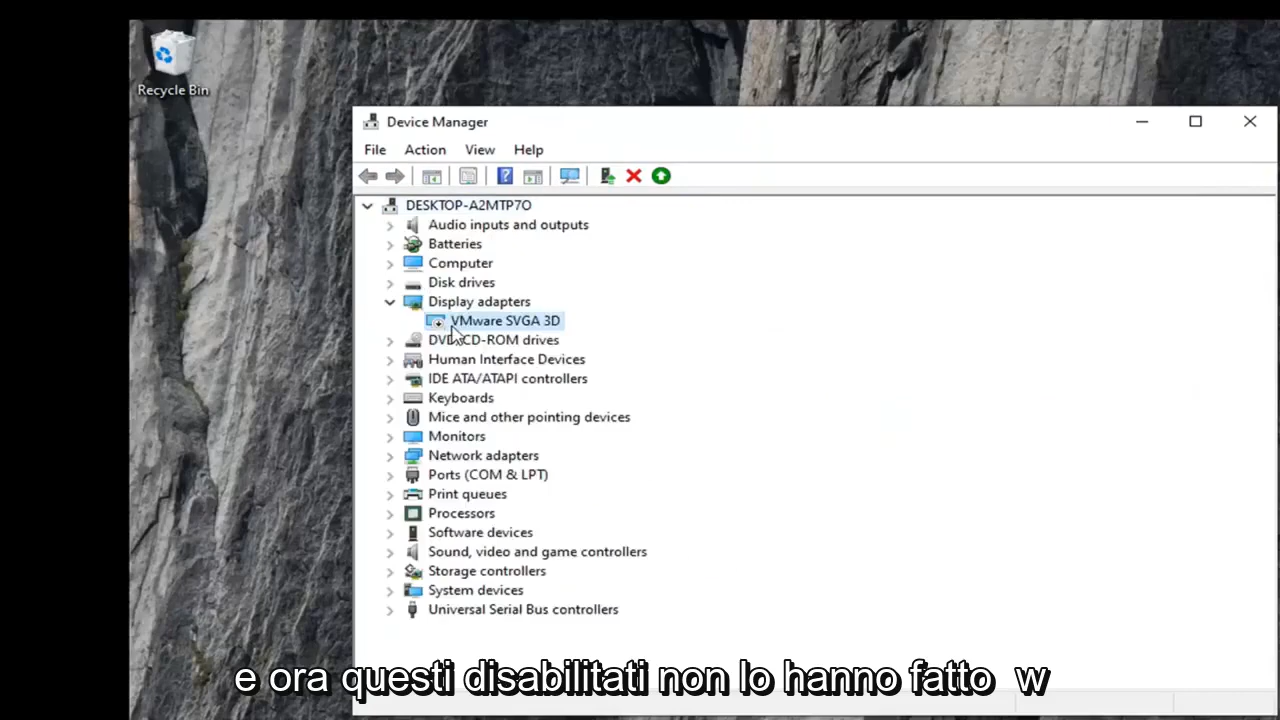 Recycle Bin
Device Manager
File Action View Help
DESKTOP-A2MTP7O
Audio inputs and outputs
Batteries
Computer
Disk drives
Display adapters
VMware SVGA 3D
DVD/CD-ROM drives
Human Interface Devices
IDE ATA/ATAPI controllers
Keyboards
Mice and other pointing devices
Monitors
Network adapters
Ports (COM & LPT)
Print queues
Processors
Software devices
Sound, video and game controllers
Storage controllers
System devices
Universal Serial Bus controllers
e ora questi disabilitati non lo hanno fatto w